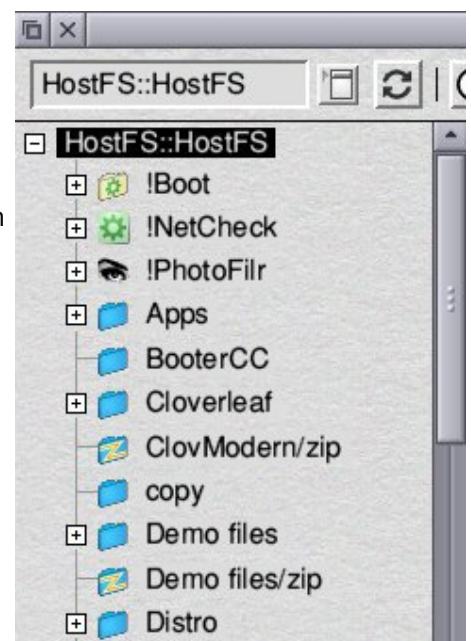 HostFS::HostFS
HostFS::HostFS
!Boot
!NetCheck
!PhotoFilr
Apps
BooterCC
Cloverleaf
ClovModern/zip
copy
Demo files
Demo files/zip
Distro